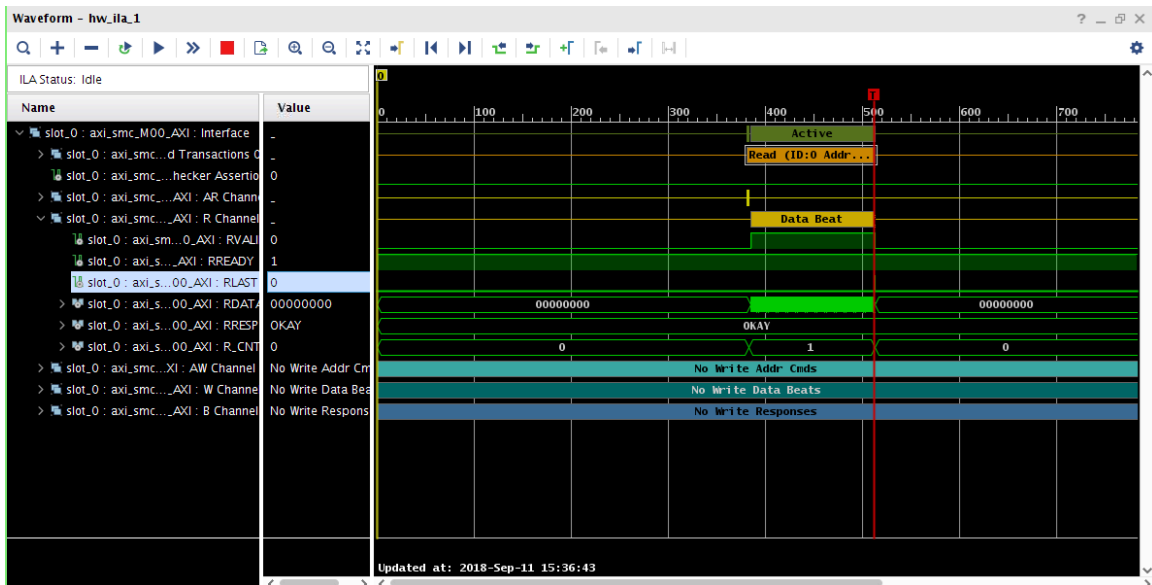 Waveform - hw_ila_1
ILA Status: Idle
Name Value
0
T
0 100 200 300 400 500 600 700
slot_0 : axi_smc_M00_AXI : Interface _ Active
slot_0 : axi_smc...d Transactions 0 _ Read (ID:0 Addr...
slot_0 : axi_smc_...hecker Assertio 0
slot_0 : axi_smc_...AXI : AR Chann _
slot_0 : axi_smc..._AXI : R Channel _ Data Beat
slot_0 : axi_sm...0_AXI : RVALI 0
slot_0 : axi_s..._AXI : RREADY 1
slot_0 : axi_s...00_AXI : RLAST 0
slot_0 : axi_s...00_AXI : RDATA 00000000 00000000 00000000
slot_0 : axi_s...00_AXI : RRESP OKAY OKAY
slot_0 : axi_s...00_AXI : R_CNT 0 0 1 0
slot_0 : axi_smc...XI : AW Channel No Write Addr Cm No Write Addr Cmds
slot_0 : axi_smc..._AXI : W Channe No Write Data Bea No Write Data Beats
slot_0 : axi_smc..._AXI : B Channel No Write Respons No Write Responses
Updated at: 2018-Sep-11 15:36:43